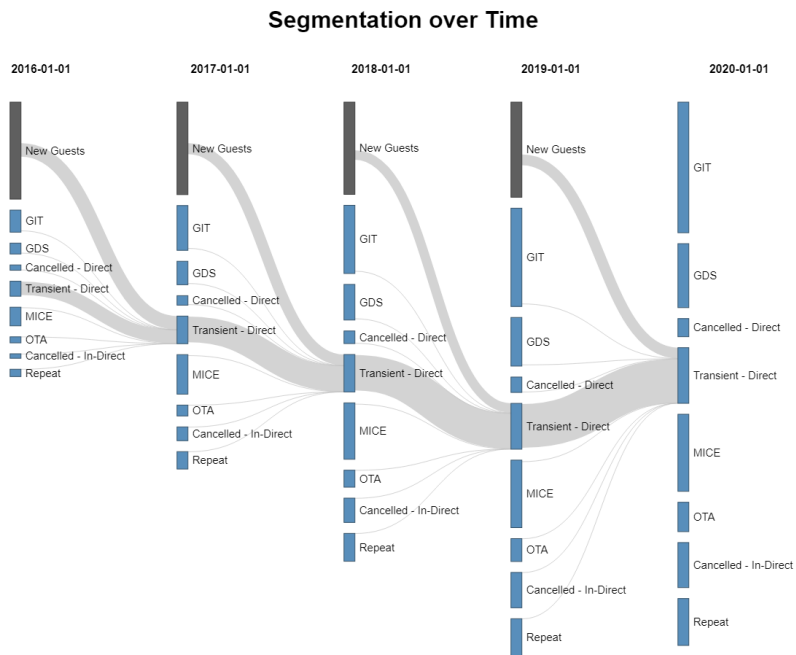 Segmentation over Time
2016-01-01
2017-01-01
2018-01-01
2019-01-01
2020-01-01
New Guests
GIT
GDS
Cancelled - Direct
Transient - Direct
MICE
OTA
Cancelled - In-Direct
Repeat
New Guests
GIT
GDS
Cancelled - Direct
Transient - Direct
MICE
OTA
Cancelled - In-Direct
Repeat
New Guests
GIT
GDS
Cancelled - Direct
Transient - Direct
MICE
OTA
Cancelled - In-Direct
Repeat
New Guests
GIT
GDS
Cancelled - Direct
Transient - Direct
MICE
OTA
Cancelled - In-Direct
Repeat
GIT
GDS
Cancelled - Direct
Transient - Direct
MICE
OTA
Cancelled - In-Direct
Repeat